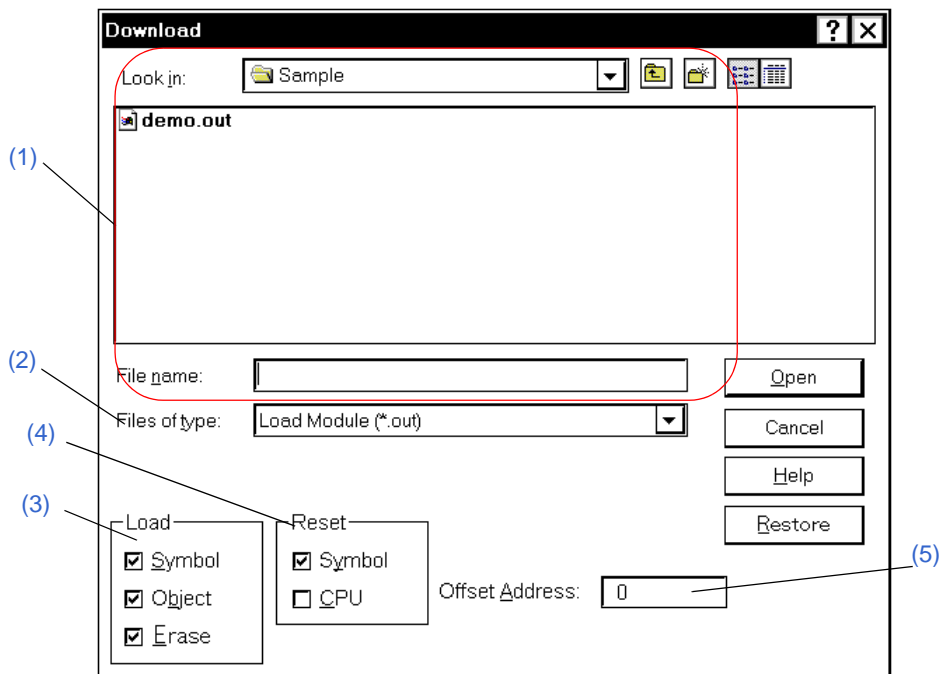 Download
Look in: Sample
demo.out
(1)
(2)
File name:
Open
Files of type: Load Module (*.out)
Cancel
(4)
Help
(3)
Load
Reset
Restore
Symbol
Symbol
(5)
Object
CPU
Offset Address: 0
Erase